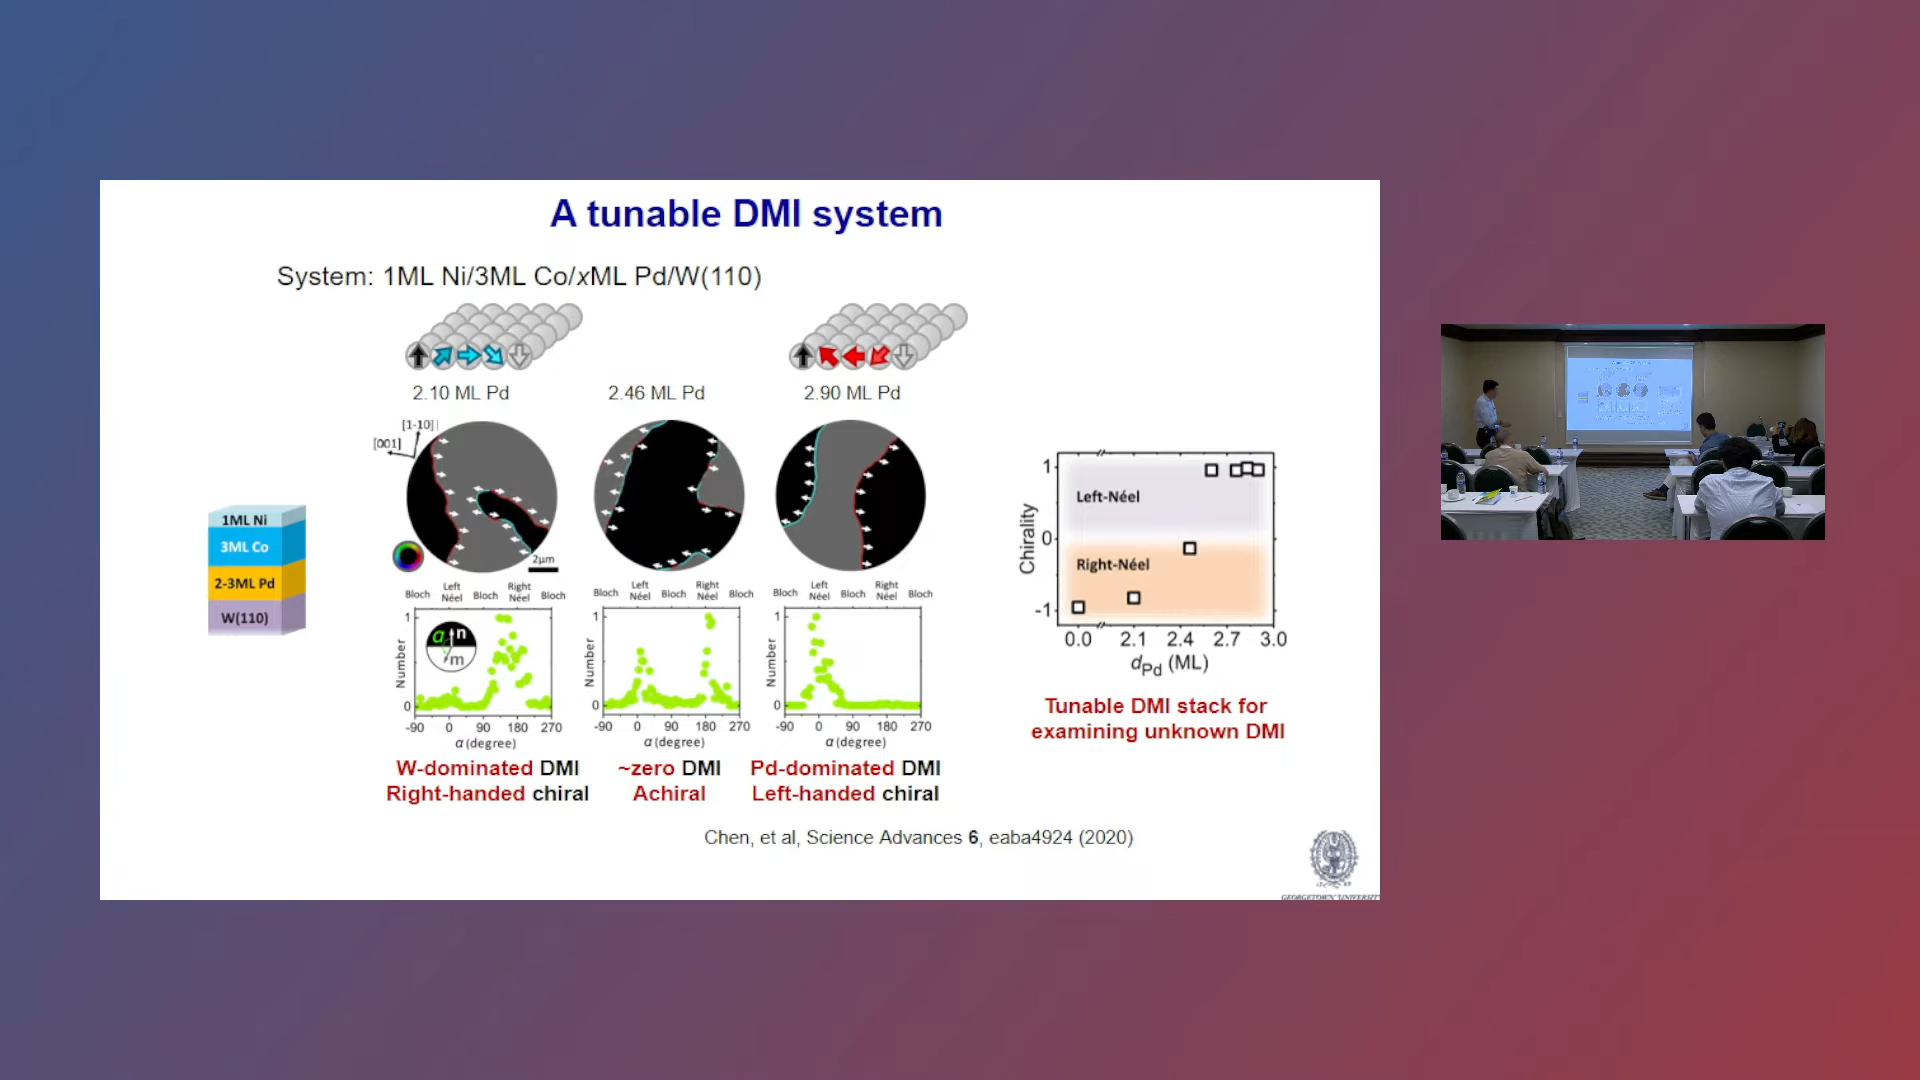 A tunable DMI system
System: 1ML Ni/3ML Co/xML Pd/W(110)
2.10 ML Pd
2.46 ML Pd
2.90 ML Pd
[1-10]
[001]
2μm
1ML Ni
3ML Co
2-3ML Pd
W(110)
Bloch Left Néel Bloch Right Néel Bloch
Bloch Left Néel Bloch Right Néel Bloch
Bloch Left Néel Bloch Right Néel Bloch
1
Number
0
α n
m
-90 0 90 180 270
α (degree)
1
Number
0
-90 0 90 180 270
α (degree)
1
Number
0
-90 0 90 180 270
α (degree)
W-dominated DMI
Right-handed chiral
~zero DMI
Achiral
Pd-dominated DMI
Left-handed chiral
1
0
-1
Chirality
Left-Néel
Right-Néel
0.0 2.1 2.4 2.7 3.0
dPd (ML)
Tunable DMI stack for
examining unknown DMI
Chen, et al, Science Advances 6, eaba4924 (2020)
GEORGETOWN UNIVERSITY